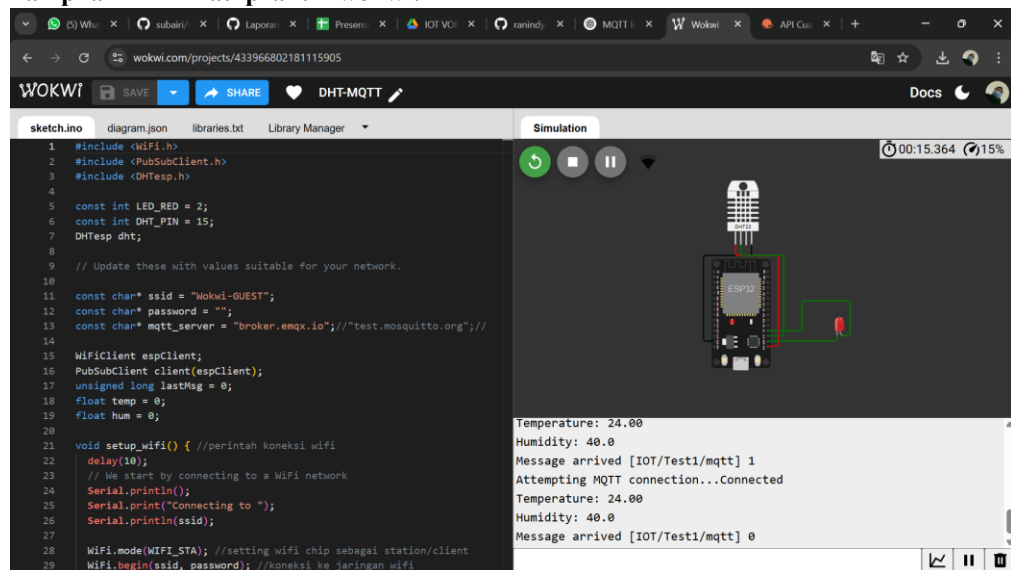 (5) Wha
subairi/
Laporan
Presens
IOT VOI
ranindy
MQTT I
Wokwi
API Cua
wokwi.com/projects/433966802181115905
WOKWi SAVE SHARE DHT-MQTT Docs
sketch.ino diagram.json libraries.txt Library Manager
1 #include <WiFi.h>
2 #include <PubSubClient.h>
3 #include <DHTesp.h>
4
5 const int LED_RED = 2;
6 const int DHT_PIN = 15;
7 DHTesp dht;
8
9 // Update these with values suitable for your network.
10
11 const char* ssid = "Wokwi-GUEST";
12 const char* password = "";
13 const char* mqtt_server = "broker.emqx.io";//"test.mosquitto.org";//
14
15 WiFiClient espClient;
16 PubSubClient client(espClient);
17 unsigned long lastMsg = 0;
18 float temp = 0;
19 float hum = 0;
20
21 void setup_wifi() { //perintah koneksi wifi
22 delay(10);
23 // We start by connecting to a WiFi network
24 Serial.println();
25 Serial.print("Connecting to ");
26 Serial.println(ssid);
27
28 WiFi.mode(WIFI_STA); //setting wifi chip sebagai station/client
29 WiFi.begin(ssid, password); //koneksi ke jaringan wifi
Simulation
00:15.364 15%
DHT22
ESP32
Temperature: 24.00
Humidity: 40.0
Message arrived [IOT/Test1/mqtt] 1
Attempting MQTT connection...Connected
Temperature: 24.00
Humidity: 40.0
Message arrived [IOT/Test1/mqtt] 0